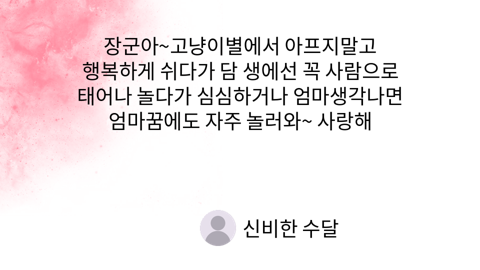 장군아~고냥이별에서 아프지말고
행복하게 쉬다가 담 생에선 꼭 사람으로
태어나 놀다가 심심하거나 엄마생각나면
엄마꿈에도 자주 놀러와~ 사랑해
신비한 수달